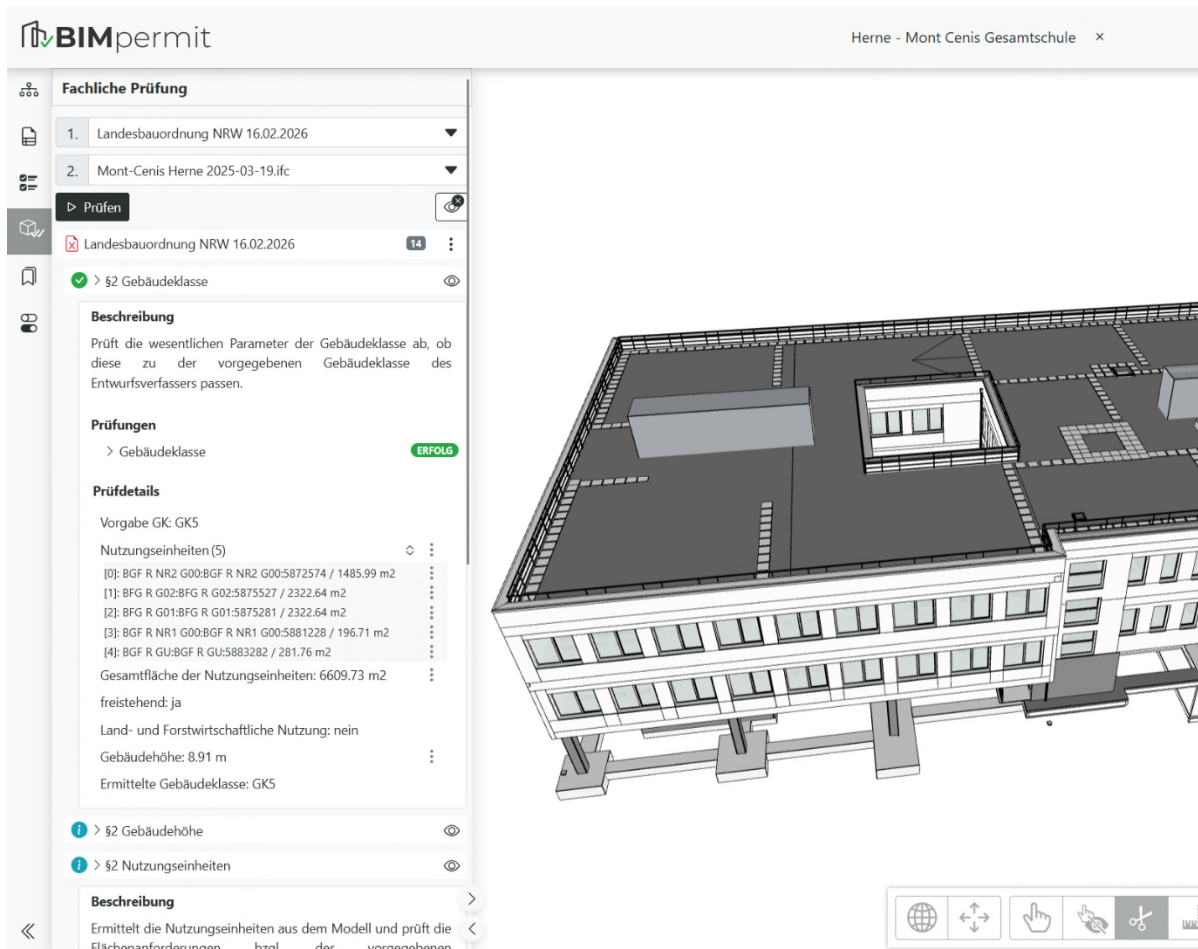 BIMpermit
Herne - Mont Cenis Gesamtschule ×
Fachliche Prüfung
1. Landesbauordnung NRW 16.02.2026
2. Mont-Cenis Herne 2025-03-19.ifc
Prüfen
Landesbauordnung NRW 16.02.2026 14
§2 Gebäudeklasse
Beschreibung
Prüft die wesentlichen Parameter der Gebäudeklasse ab, ob
diese zu der vorgegebenen Gebäudeklasse des
Entwurfsverfassers passen.
Prüfungen
Gebäudeklasse ERFOLG
Prüfdetails
Vorgabe GK: GK5
Nutzungseinheiten (5)
[0]: BGF R NR2 G00:BGF R NR2 G00:5872574 / 1485.99 m2
[1]: BFG R G02:BFG R G02:5875527 / 2322.64 m2
[2]: BFG R G01:BFG R G01:5875281 / 2322.64 m2
[3]: BGF R NR1 G00:BGF R NR1 G00:5881228 / 196.71 m2
[4]: BGF R GU:BGF R GU:5883282 / 281.76 m2
Gesamtfläche der Nutzungseinheiten: 6609.73 m2
freistehend: ja
Land- und Forstwirtschaftliche Nutzung: nein
Gebäudehöhe: 8.91 m
Ermittelte Gebäudeklasse: GK5
§2 Gebäudehöhe
§2 Nutzungseinheiten
Beschreibung
Ermittelt die Nutzungseinheiten aus dem Modell und prüft die
Flächenanforderungen bzgl. der vorgegebenen